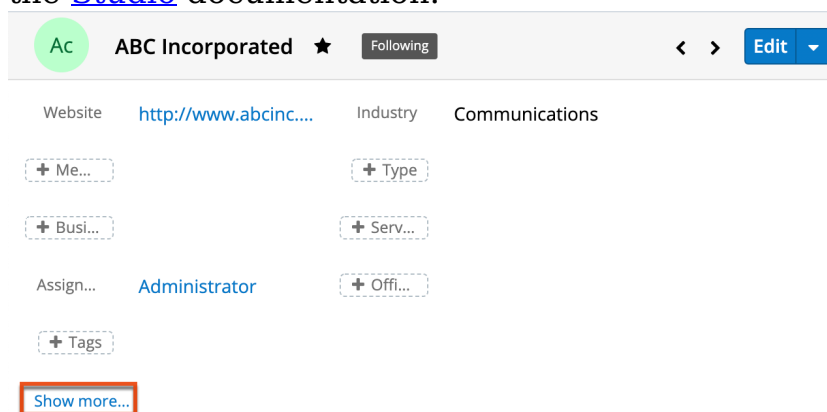 the Studio documentation.
Ac ABC Incorporated ★ Following < > Edit
Website http://www.abcinc.... Industry Communications
+ Me... + Type
+ Busi... + Serv...
Assign... Administrator + Offi...
+ Tags
Show more...